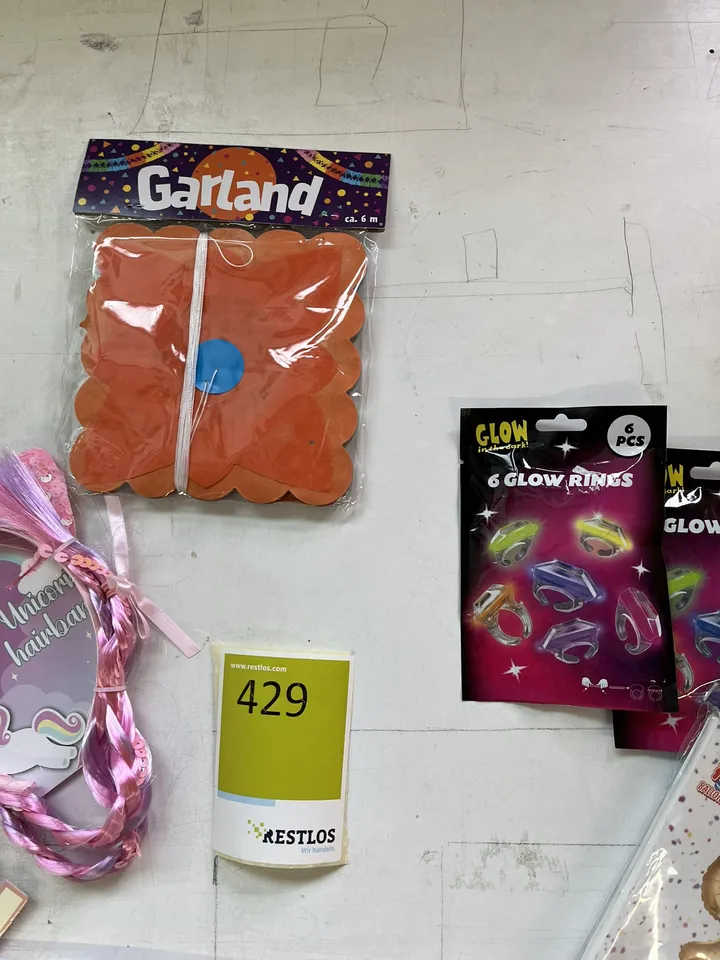 Garland
ca. 6 m
GLOW
in the dark!
6
PCS
6 GLOW RINGS
GLOW
Unicorn
hairban
www.restlos.com
429
RESTLOS
Wir handeln.